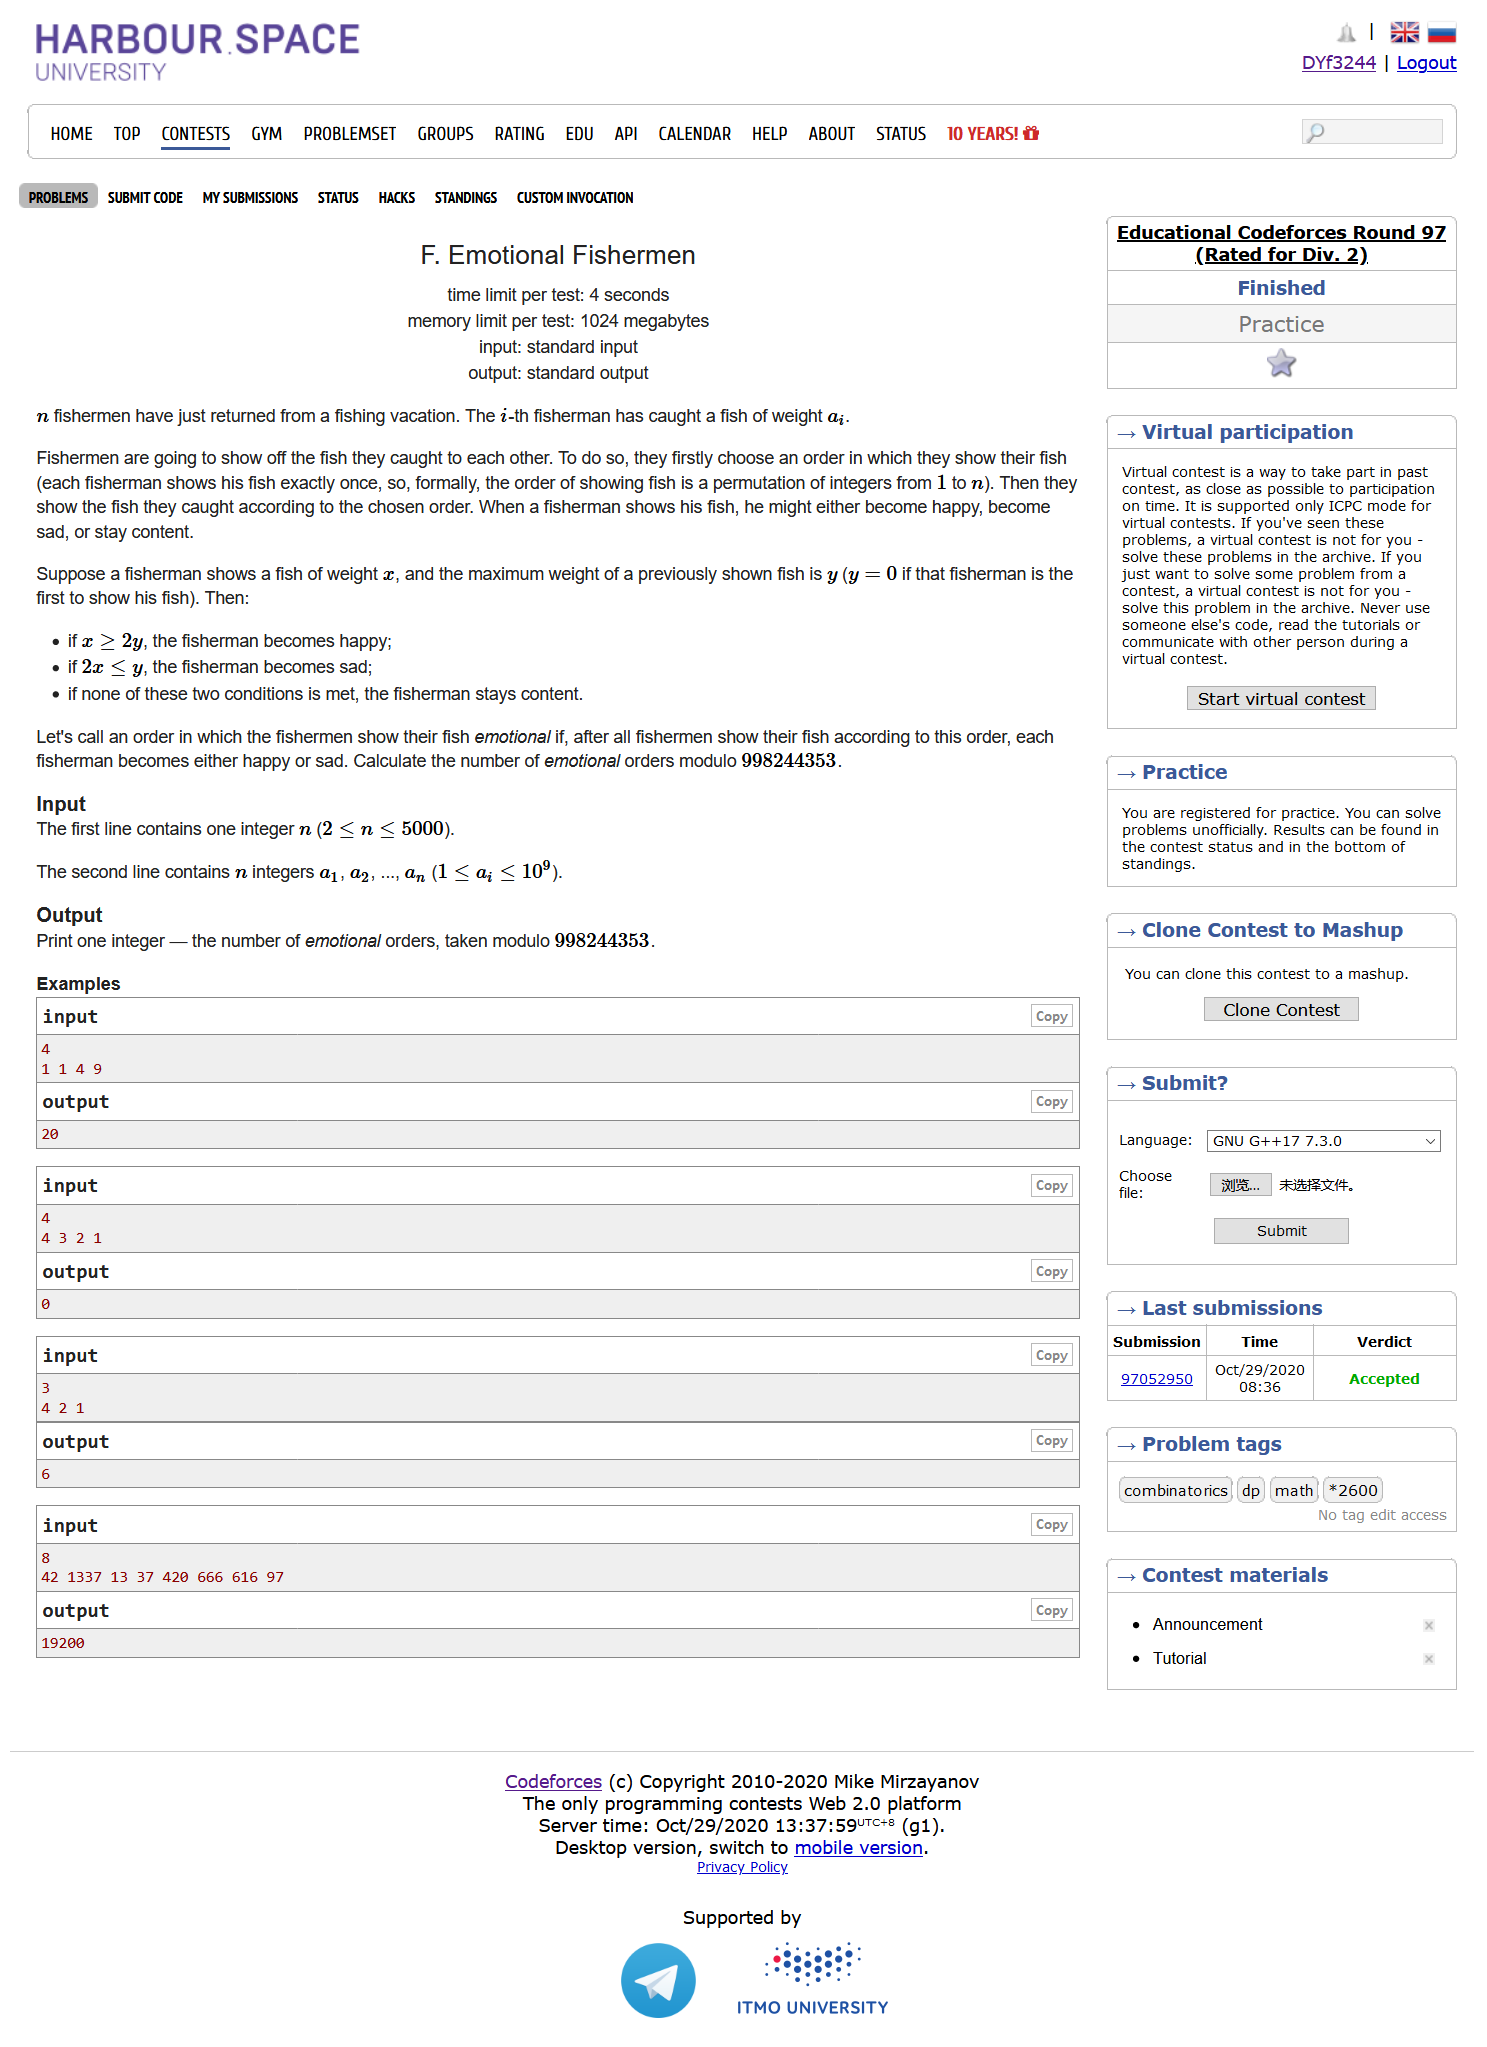 HARBOUR.SPACE
UNIVERSITY
|
DYf3244 | Logout
HOME TOP CONTESTS GYM PROBLEMSET GROUPS RATING EDU API CALENDAR HELP ABOUT STATUS 10 YEARS!
PROBLEMS SUBMIT CODE MY SUBMISSIONS STATUS HACKS STANDINGS CUSTOM INVOCATION
F. Emotional Fishermen
time limit per test: 4 seconds
memory limit per test: 1024 megabytes
input: standard input
output: standard output
n fishermen have just returned from a fishing vacation. The i-th fisherman has caught a fish of weight a_i.
Fishermen are going to show off the fish they caught to each other. To do so, they firstly choose an order in which they show their fish
(each fisherman shows his fish exactly once, so, formally, the order of showing fish is a permutation of integers from 1 to n). Then they
show the fish they caught according to the chosen order. When a fisherman shows his fish, he might either become happy, become
sad, or stay content.
Suppose a fisherman shows a fish of weight x, and the maximum weight of a previously shown fish is y (y = 0 if that fisherman is the
first to show his fish). Then:
• if x ≥ 2y, the fisherman becomes happy;
• if 2x ≤ y, the fisherman becomes sad;
• if none of these two conditions is met, the fisherman stays content.
Let's call an order in which the fishermen show their fish emotional if, after all fishermen show their fish according to this order, each
fisherman becomes either happy or sad. Calculate the number of emotional orders modulo 998244353.
Input
The first line contains one integer n (2 ≤ n ≤ 5000).
The second line contains n integers a_1, a_2, ..., a_n (1 ≤ a_i ≤ 10^9).
Output
Print one integer — the number of emotional orders, taken modulo 998244353.
Examples
input Copy
4
1 1 4 9
output Copy
20
input Copy
4
4 3 2 1
output Copy
0
input Copy
3
4 2 1
output Copy
6
input Copy
8
42 1337 13 37 420 666 616 97
output Copy
19200
Educational Codeforces Round 97
(Rated for Div. 2)
Finished
Practice
→ Virtual participation
Virtual contest is a way to take part in past
contest, as close as possible to participation
on time. It is supported only ICPC mode for
virtual contests. If you've seen these
problems, a virtual contest is not for you -
solve these problems in the archive. If you
just want to solve some problem from a
contest, a virtual contest is not for you -
solve this problem in the archive. Never use
someone else's code, read the tutorials or
communicate with other person during a
virtual contest.
Start virtual contest
→ Practice
You are registered for practice. You can solve
problems unofficially. Results can be found in
the contest status and in the bottom of
standings.
→ Clone Contest to Mashup
You can clone this contest to a mashup.
Clone Contest
→ Submit?
Language: GNU G++17 7.3.0
Choose
file: 浏览... 未选择文件。
Submit
→ Last submissions
Submission Time Verdict
97052950 Oct/29/2020
08:36 Accepted
→ Problem tags
combinatorics dp math *2600
No tag edit access
→ Contest materials
• Announcement
• Tutorial
Codeforces (c) Copyright 2010-2020 Mike Mirzayanov
The only programming contests Web 2.0 platform
Server time: Oct/29/2020 13:37:59 UTC+8 (g1).
Desktop version, switch to mobile version.
Privacy Policy
Supported by
ITMO UNIVERSITY